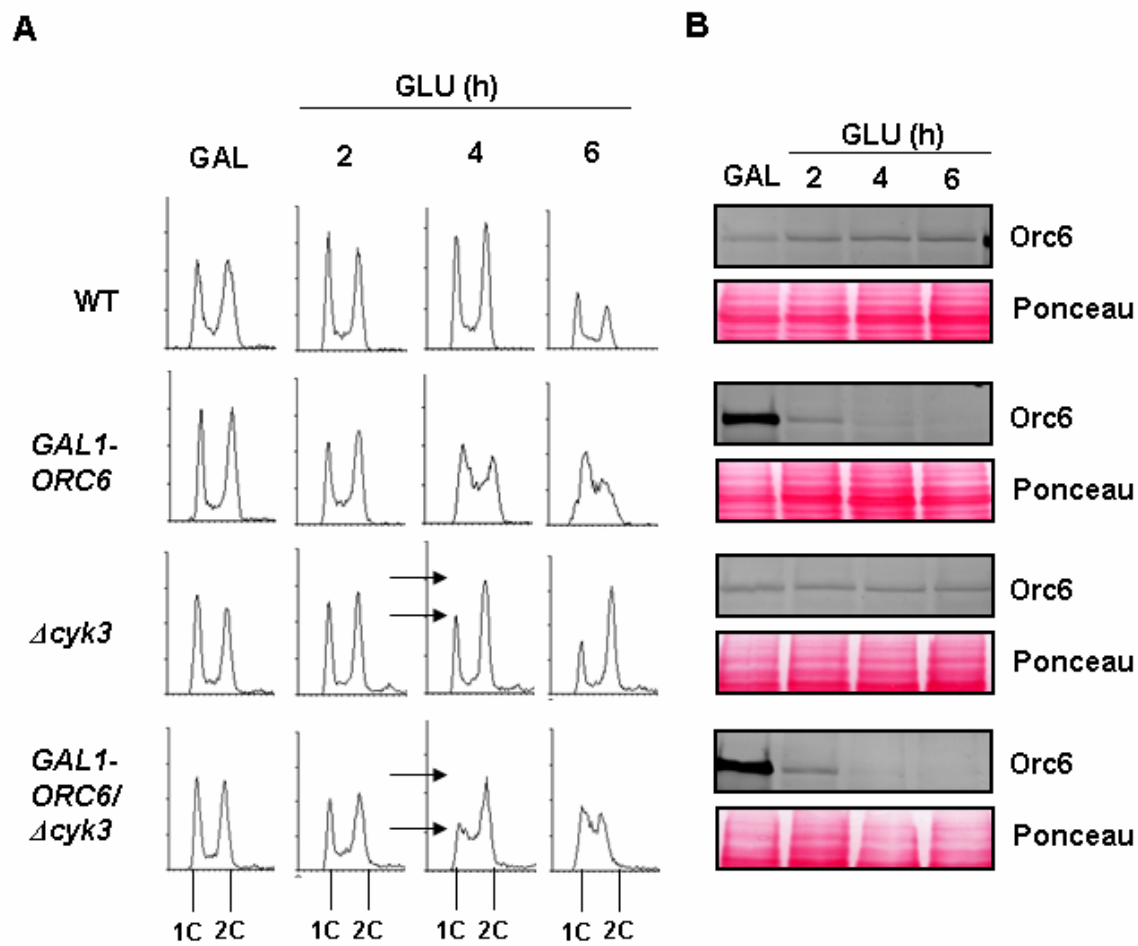 A
GLU (h)
GAL 2 4 6
WT
GAL1-
ORC6
Δcyk3
GAL1-
ORC6/
Δcyk3
1C 2C 1C 2C 1C 2C 1C 2C
B
GLU (h)
GAL 2 4 6
Orc6
Ponceau
Orc6
Ponceau
Orc6
Ponceau
Orc6
Ponceau